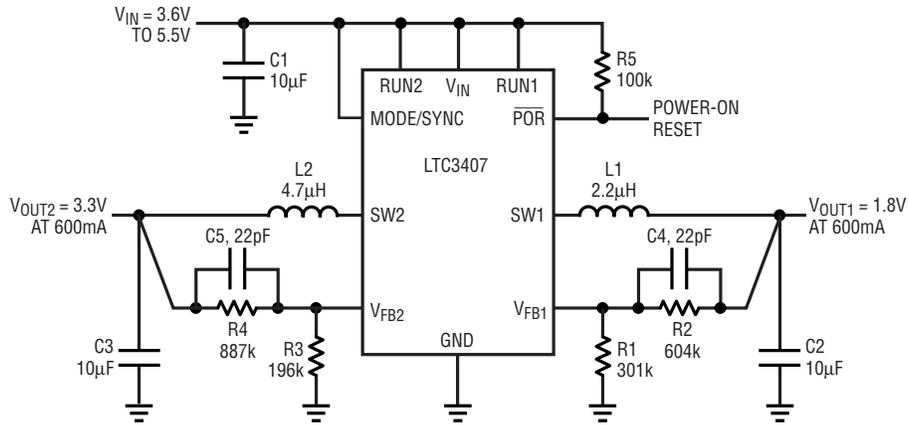 VIN = 3.6V
TO 5.5V
C1
10µF
RUN2
VIN
RUN1
R5
100k
MODE/SYNC
POR
POWER-ON
RESET
LTC3407
L2
4.7µH
L1
2.2µH
VOUT2 = 3.3V
AT 600mA
SW2
SW1
VOUT1 = 1.8V
AT 600mA
C5, 22pF
C4, 22pF
VFB2
VFB1
R4
887k
R2
604k
GND
C3
10µF
R3
196k
R1
301k
C2
10µF